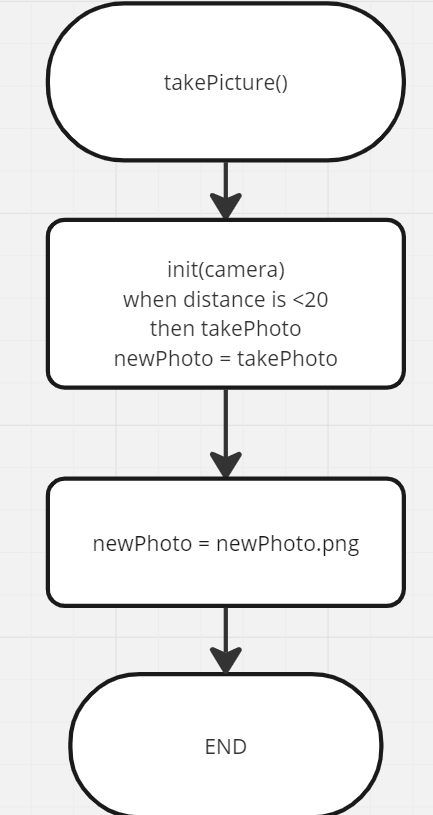 takePicture()
init(camera)
when distance is <20
then takePhoto
newPhoto = takePhoto
newPhoto = newPhoto.png
END